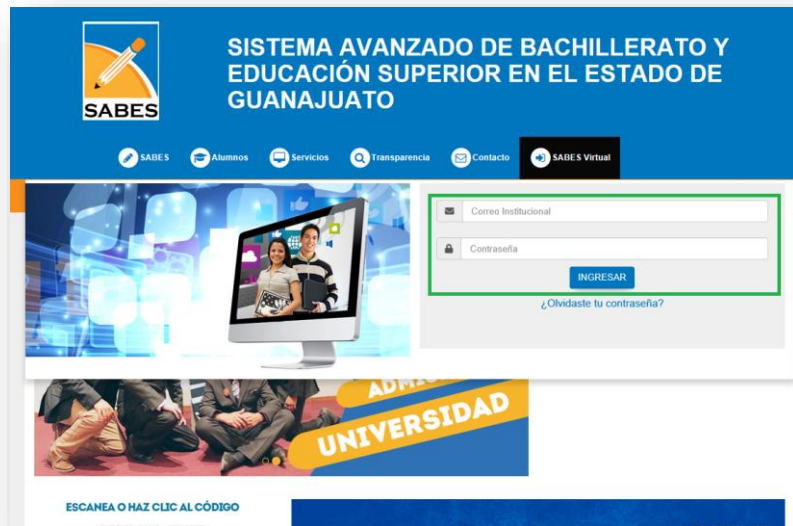 SABES
SISTEMA AVANZADO DE BACHILLERATO Y
EDUCACIÓN SUPERIOR EN EL ESTADO DE
GUANAJUATO
SABES
Alumnos
Servicios
Transparencia
Contacto
SABES Virtual
Correo Institucional
Contraseña
INGRESAR
¿Olvidaste tu contraseña?
UNIVERSIDAD
ESCANEA O HAZ CLIC AL CÓDIGO